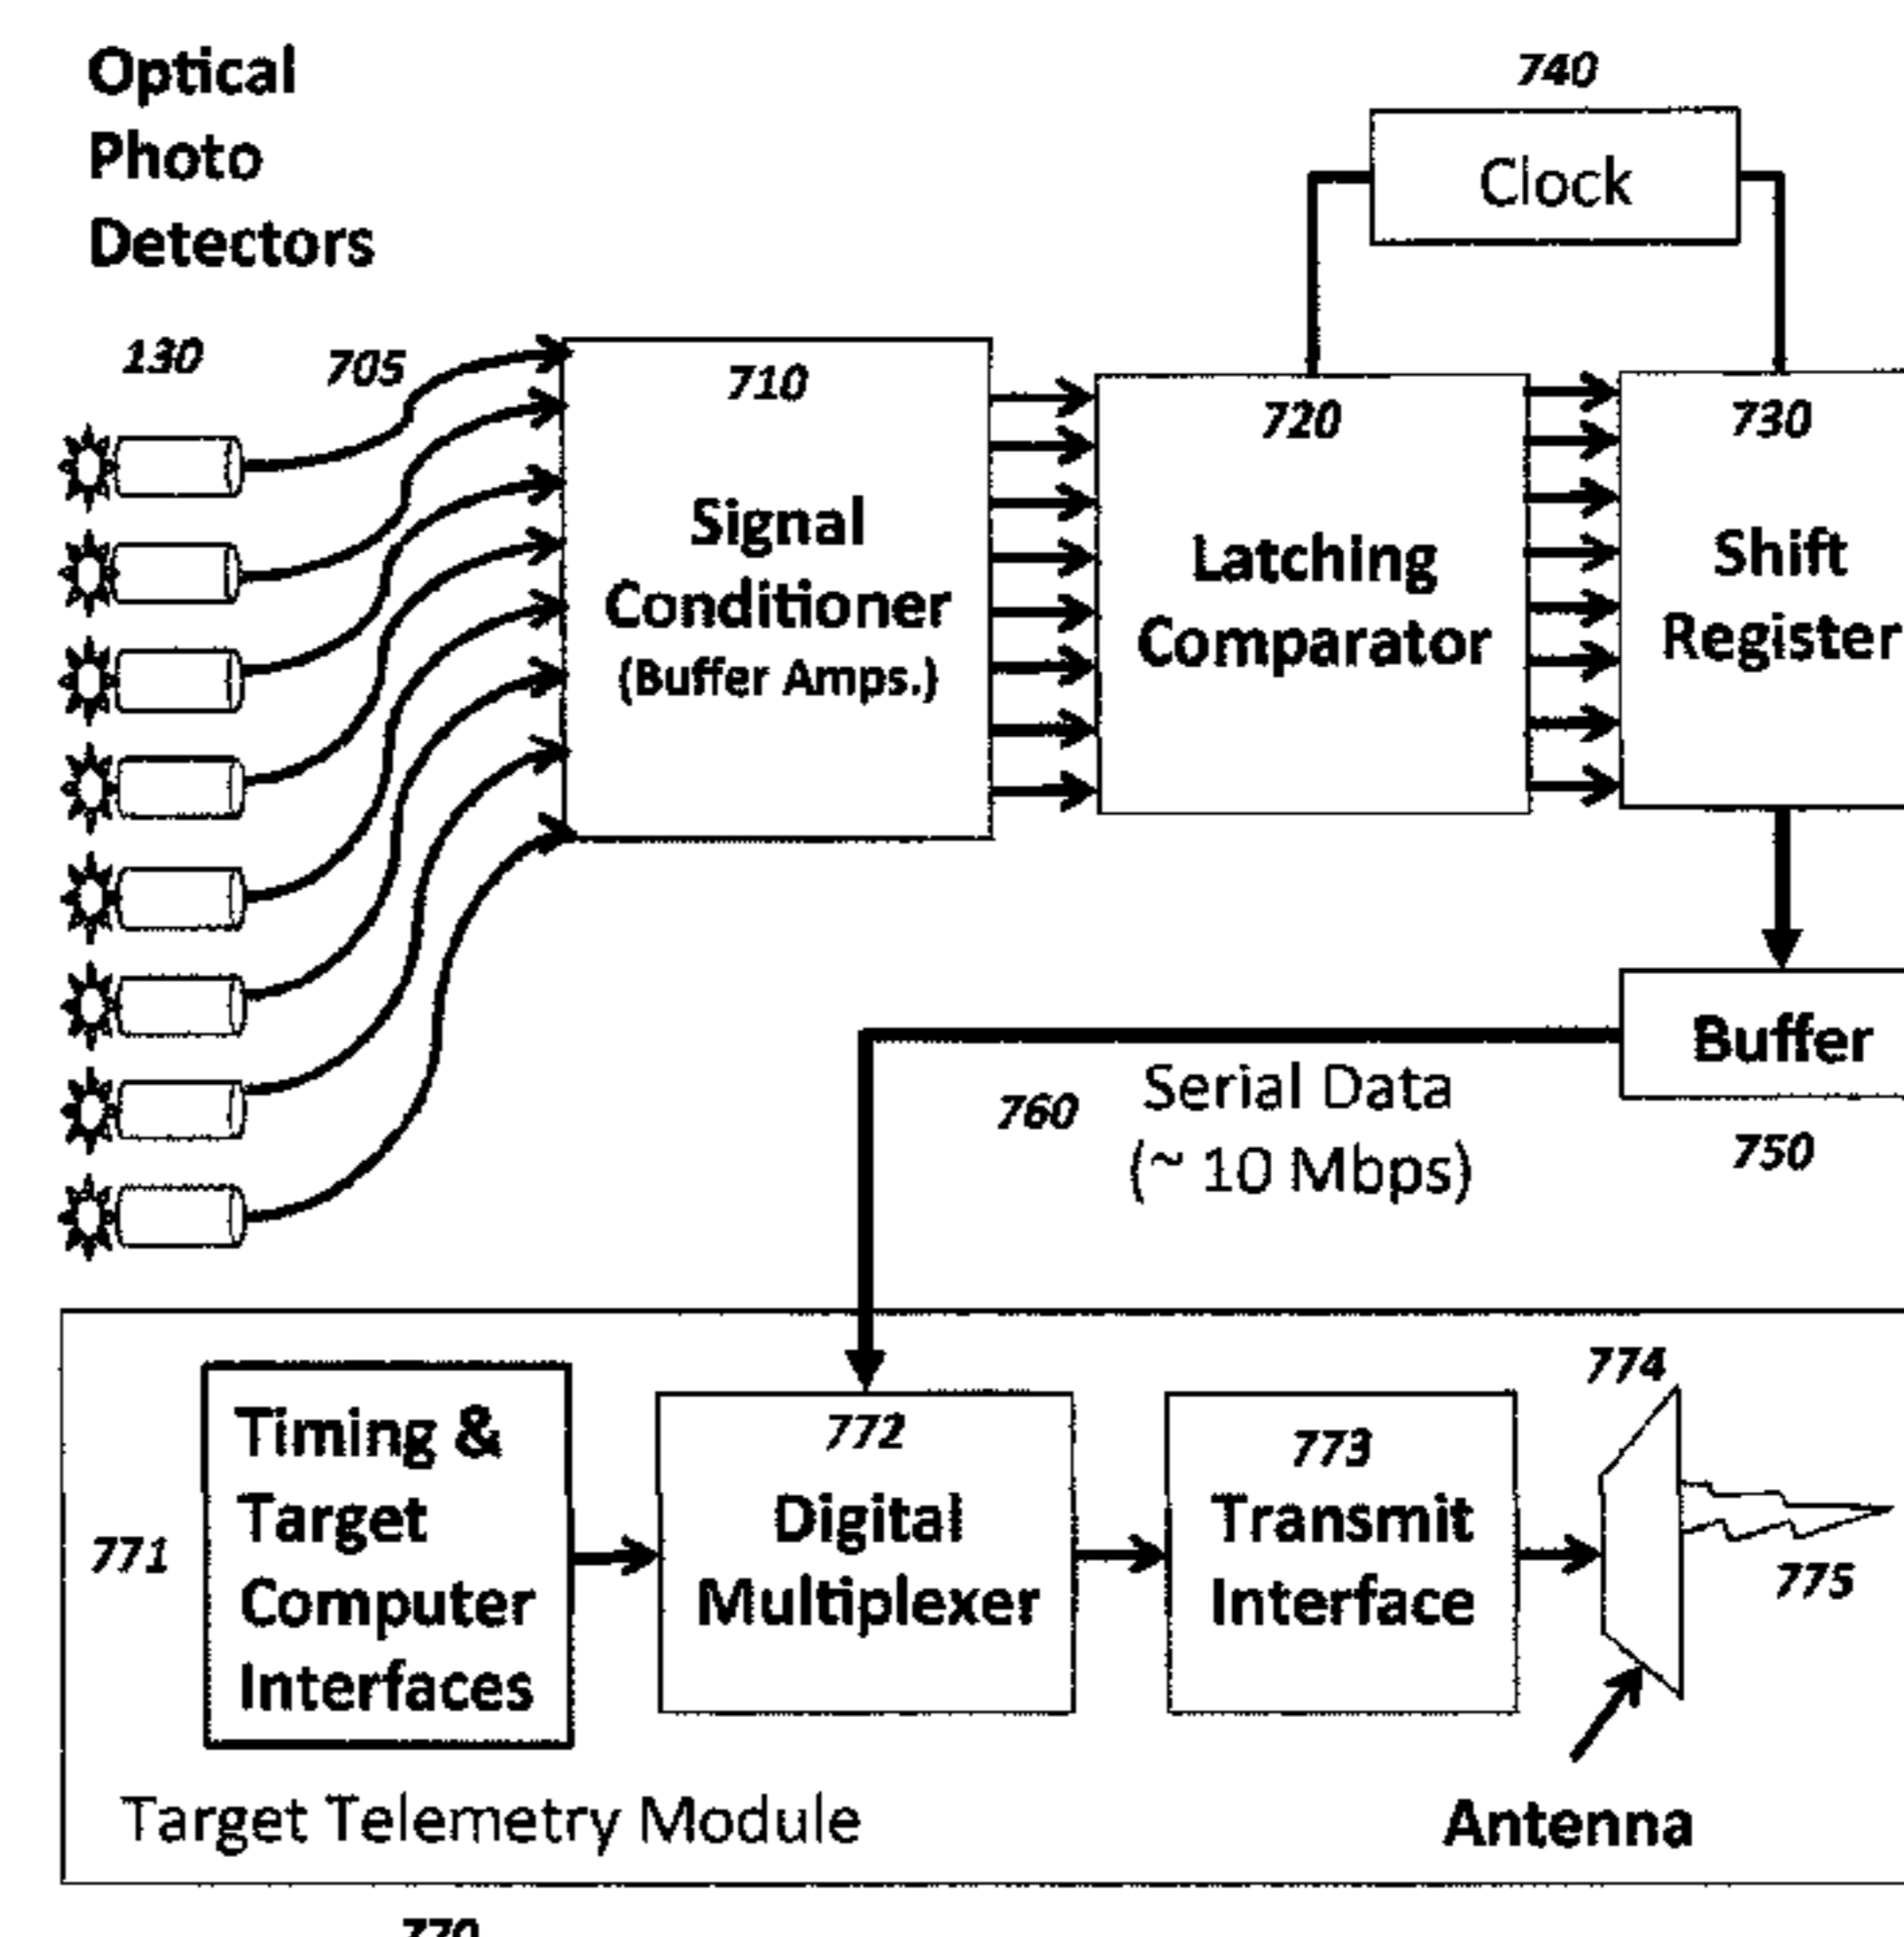 Optical
Photo
Detectors
740
Clock
130
705
710
Signal
Conditioner
(Buffer Amps.)
720
Latching
Comparator
730
Shift
Register
Buffer
750
760
Serial Data
(~ 10 Mbps)
771
Timing &
Target
Computer
Interfaces
772
Digital
Multiplexer
773
Transmit
Interface
774
775
Antenna
Target Telemetry Module
770